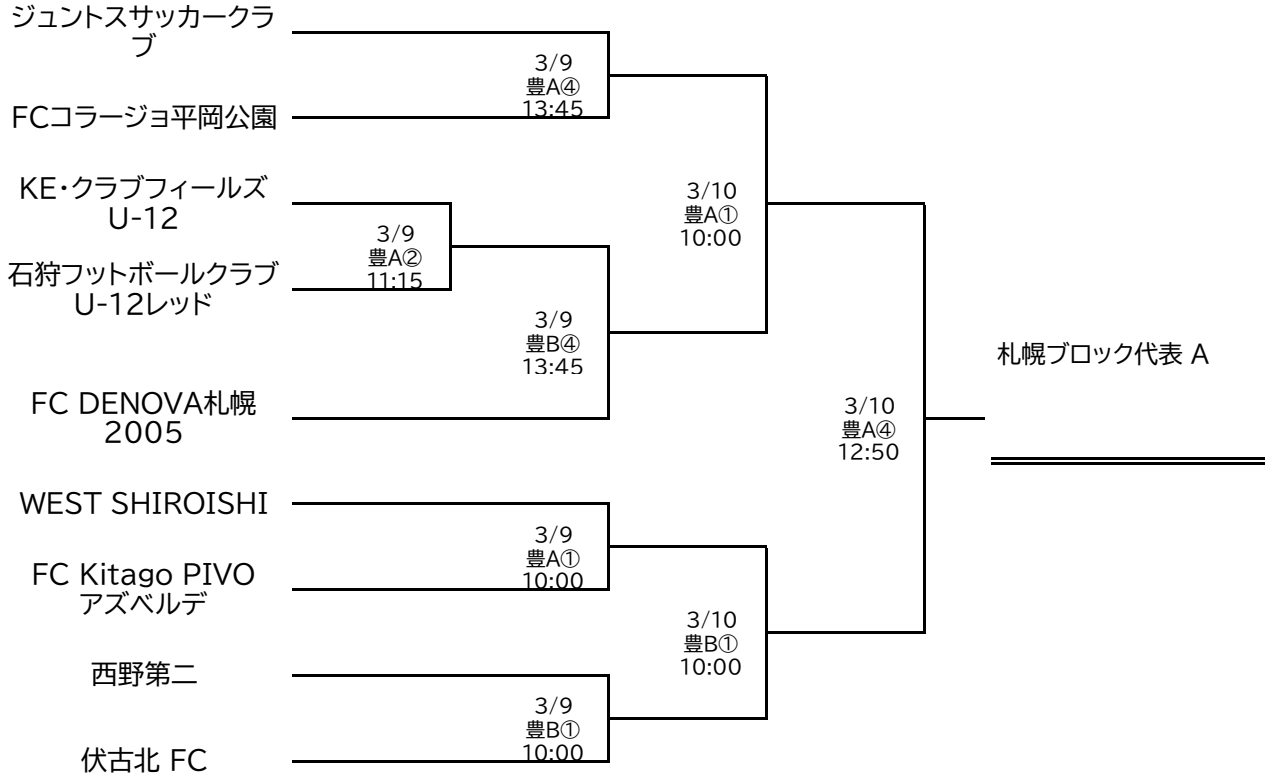 ジュントスサッカークラ
ブ
3/9
豊A④
13:45
FCコラージョ平岡公園
KE・クラブフィールズ
U-12
3/10
豊A①
10:00
3/9
豊A②
11:15
石狩フットボールクラブ
U-12レッド
3/9
豊B④
13:45
札幌ブロック代表 A
FC DENOVA札幌
2005
3/10
豊A④
12:50
WEST SHIROISHI
3/9
豊A①
10:00
FC Kitago PIVO
アズベルデ
3/10
豊B①
10:00
西野第二
3/9
豊B①
10:00
伏古北 FC